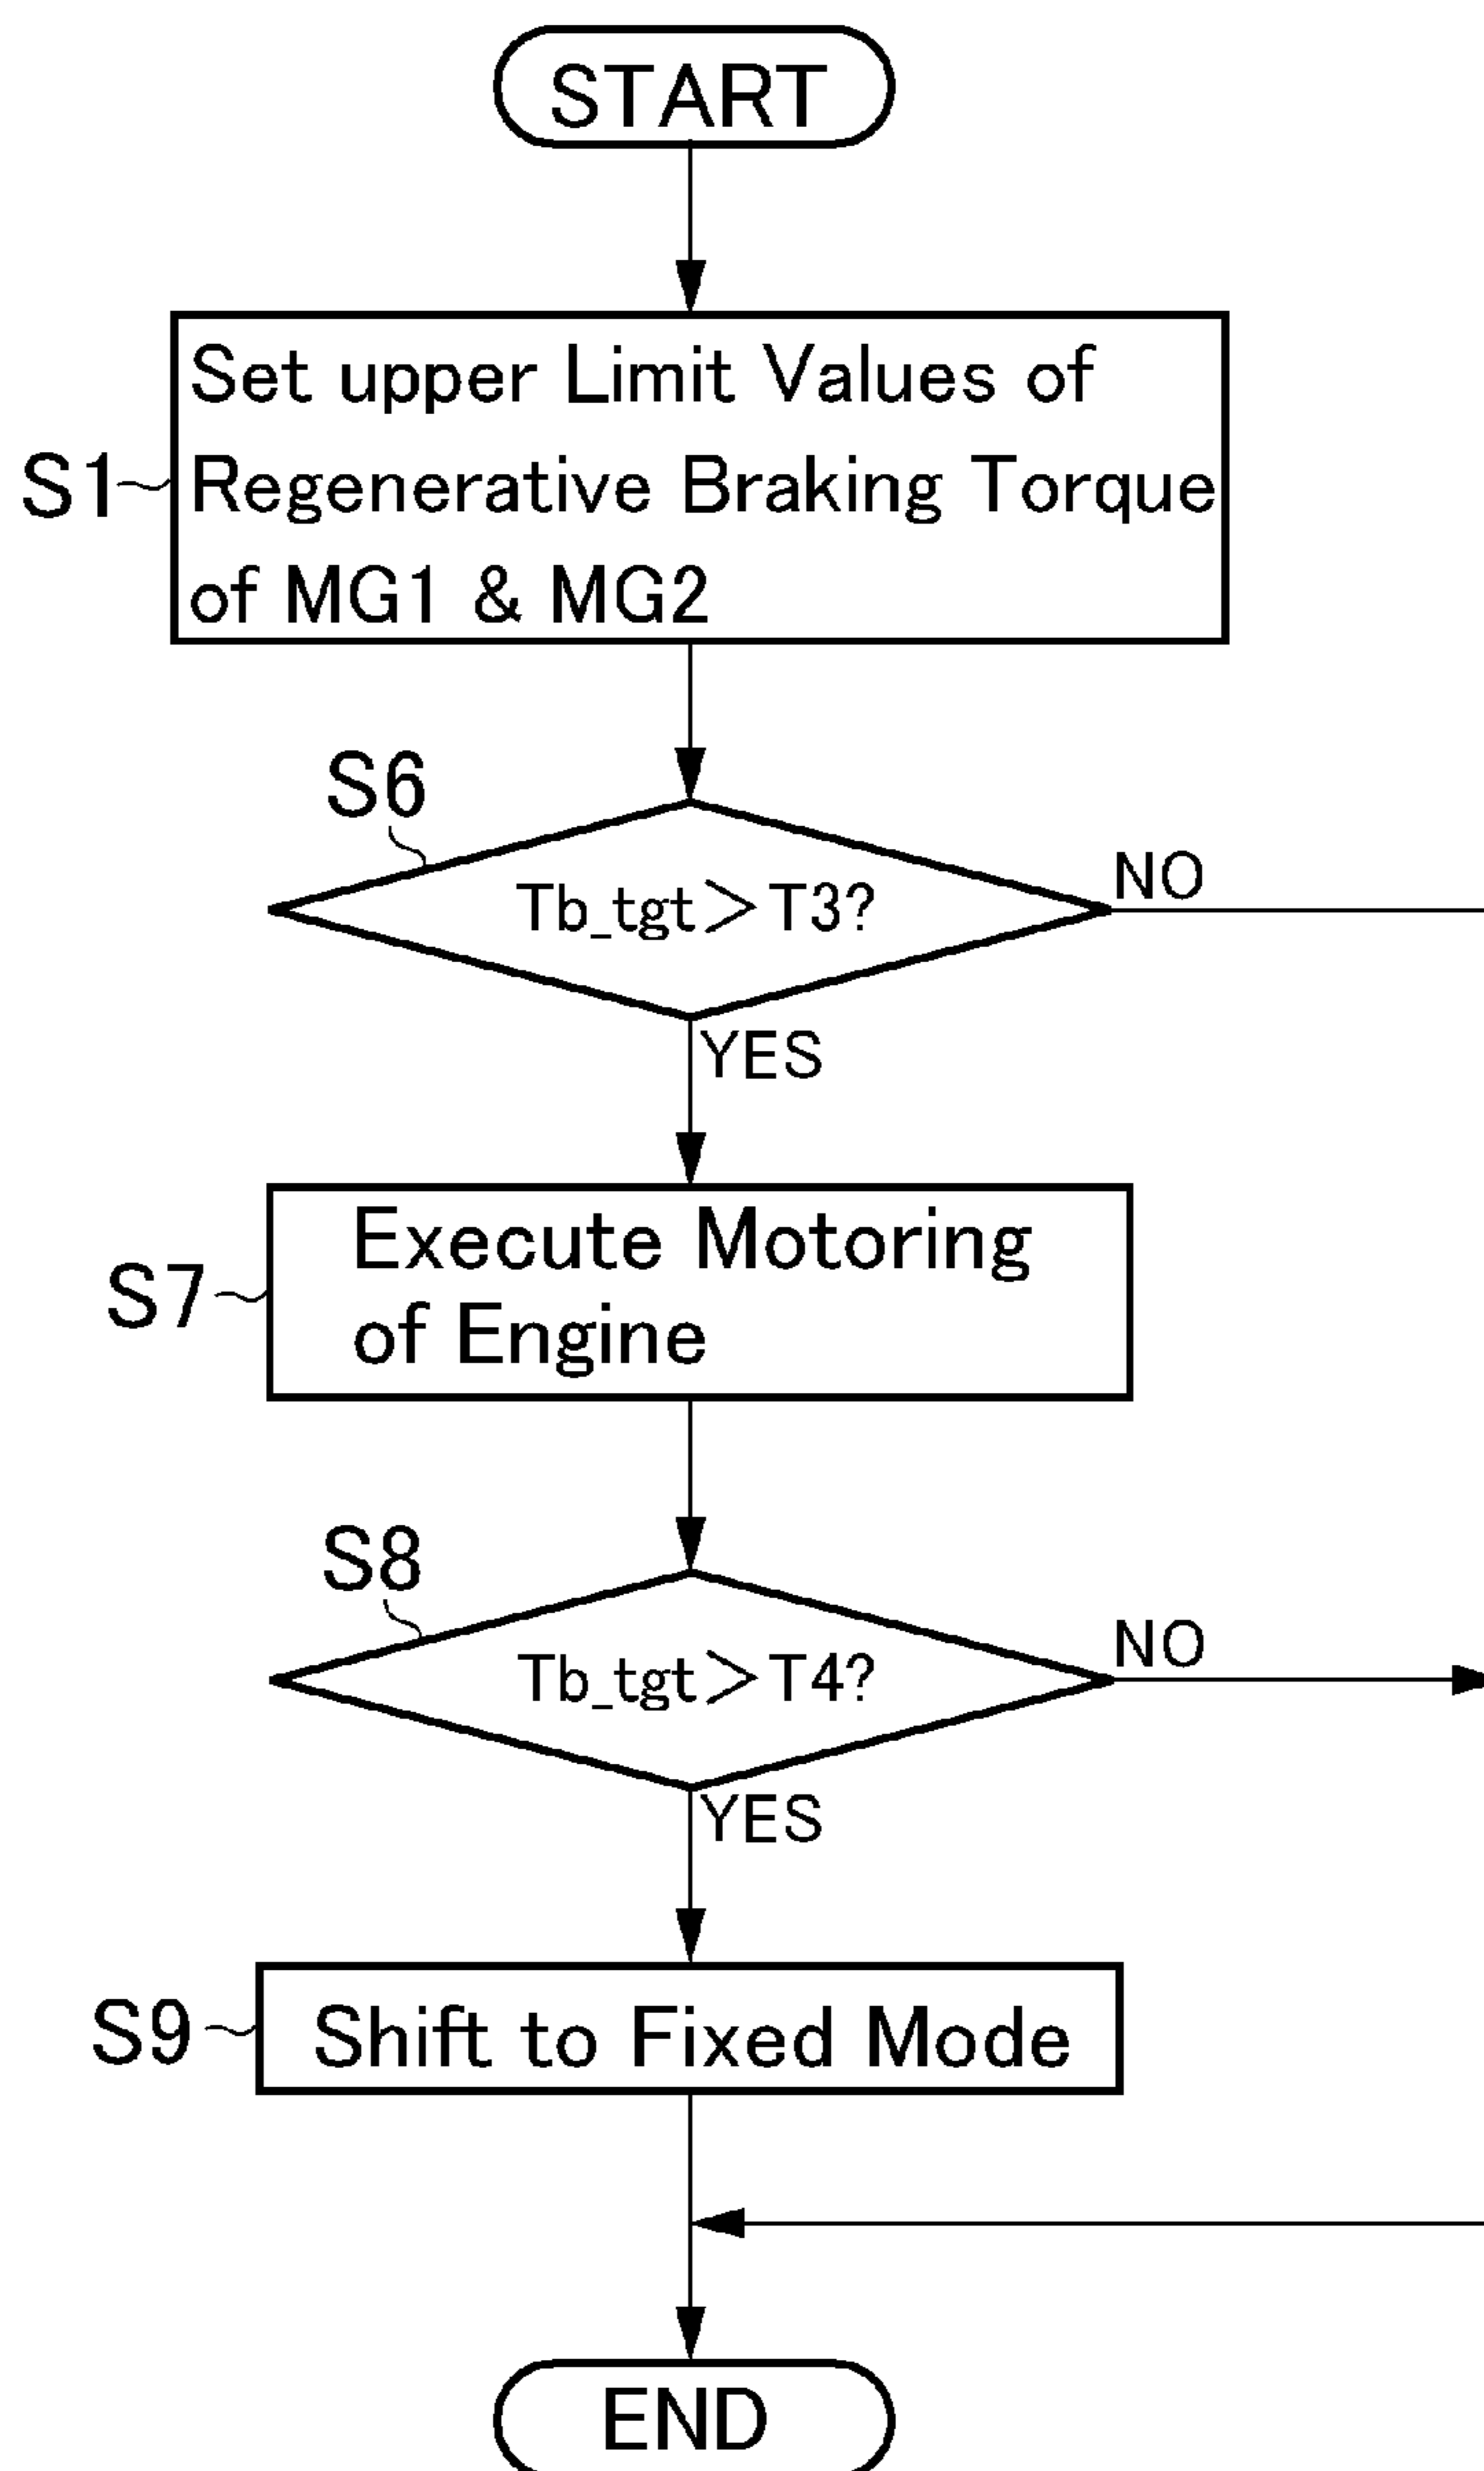 START
Set upper Limit Values of
Regenerative Braking Torque
of MG1 & MG2
S1
S6
Tb_tgt＞T3?
NO
YES
Execute Motoring
of Engine
S7
S8
Tb_tgt＞T4?
NO
YES
S9
Shift to Fixed Mode
END